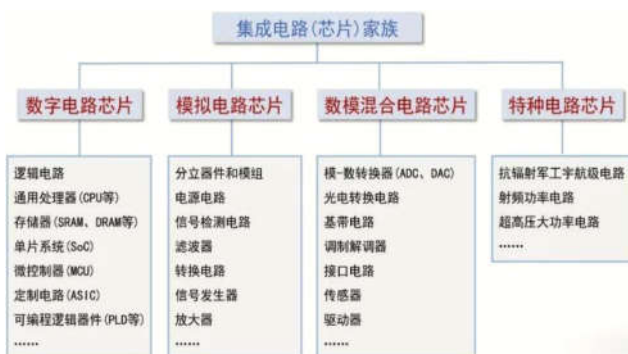 集成电路(芯片)家族
数字电路芯片
逻辑电路
通用处理器(CPU等)
存储器(SRAM、DRAM等)
单片系统(SoC)
微控制器(MCU)
定制电路(ASIC)
可编程逻辑器件(PLD等)
……
模拟电路芯片
分立器件和模组
电源电路
信号检测电路
滤波器
转换电路
信号发生器
放大器
……
数模混合电路芯片
模-数转换器(ADC、DAC)
光电转换电路
基带电路
调制解调器
接口电路
传感器
驱动器
……
特种电路芯片
抗辐射军工宇航级电路
射频功率电路
超高压大功率电路
……